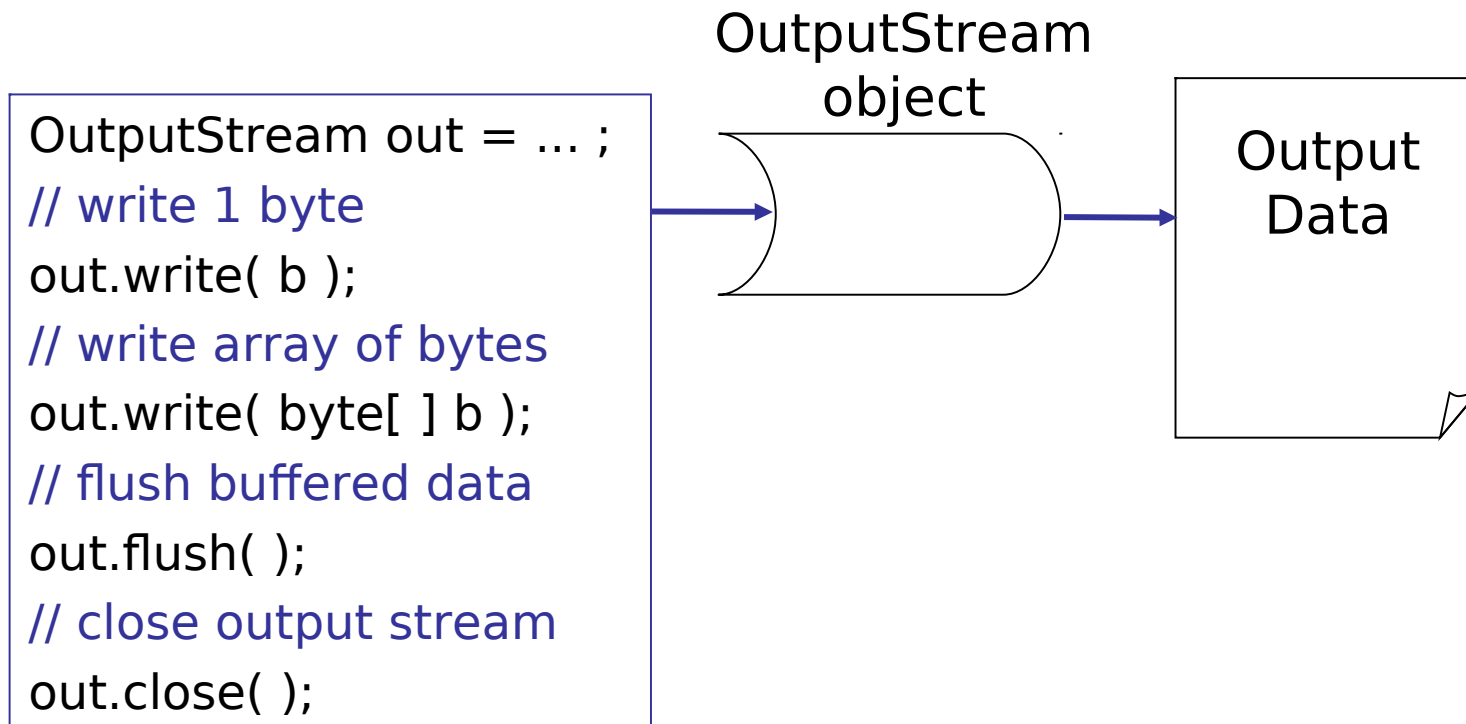 OutputStream
object
OutputStream out = ... ;
// write 1 byte
out.write( b );
// write array of bytes
out.write( byte[ ] b );
// flush buffered data
out.flush( );
// close output stream
out.close( );
Output
Data